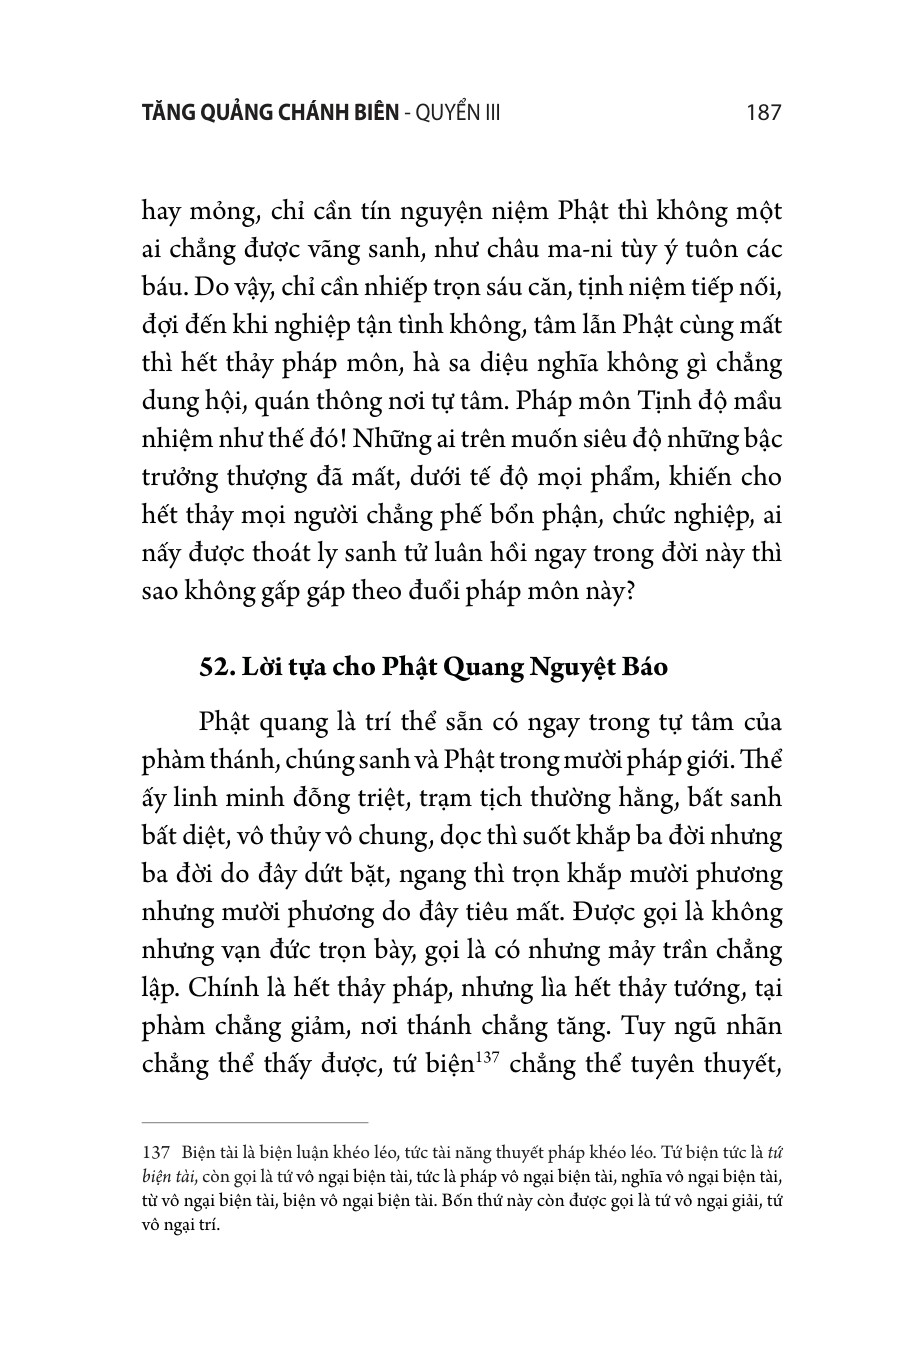 TĂNG QUẢNG CHÁNH BIÊN - QUYỂN III 187
hay mỏng, chỉ cần tín nguyện niệm Phật thì không một
ai chẳng được vãng sanh, như châu ma-ni tùy ý tuôn các
báu. Do vậy, chỉ cần nhiếp trọn sáu căn, tịnh niệm tiếp nối,
đợi đến khi nghiệp tận tình không, tâm lẫn Phật cùng mất
thì hết thảy pháp môn, hà sa diệu nghĩa không gì chẳng
dung hội, quán thông nơi tự tâm. Pháp môn Tịnh độ mầu
nhiệm như thế đó! Những ai trên muốn siêu độ những bậc
trưởng thượng đã mất, dưới tế độ mọi phẩm, khiến cho
hết thảy mọi người chẳng phế bổn phận, chức nghiệp, ai
nấy được thoát ly sanh tử luân hồi ngay trong đời này thì
sao không gấp gáp theo đuổi pháp môn này?
52. Lời tựa cho Phật Quang Nguyệt Báo
Phật quang là trí thể sẵn có ngay trong tự tâm của
phàm thánh, chúng sanh và Phật trong mười pháp giới. Thể
ấy linh minh đỗng triệt, trạm tịch thường hằng, bất sanh
bất diệt, vô thủy vô chung, dọc thì suốt khắp ba đời nhưng
ba đời do đây dứt bặt, ngang thì trọn khắp mười phương
nhưng mười phương do đây tiêu mất. Được gọi là không
nhưng vạn đức trọn bày, gọi là có nhưng mảy trần chẳng
lập. Chính là hết thảy pháp, nhưng lìa hết thảy tướng, tại
phàm chẳng giảm, nơi thánh chẳng tăng. Tuy ngũ nhãn
chẳng thể thấy được, tứ biện137 chẳng thể tuyên thuyết,
137 Biện tài là biện luận khéo léo, tức tài năng thuyết pháp khéo léo. Tứ biện tức là tứ
biện tài, còn gọi là tứ vô ngại biện tài, tức là pháp vô ngại biện tài, nghĩa vô ngại biện tài,
từ vô ngại biện tài, biện vô ngại biện tài. Bốn thứ này còn được gọi là tứ vô ngại giải, tứ
vô ngại trí.